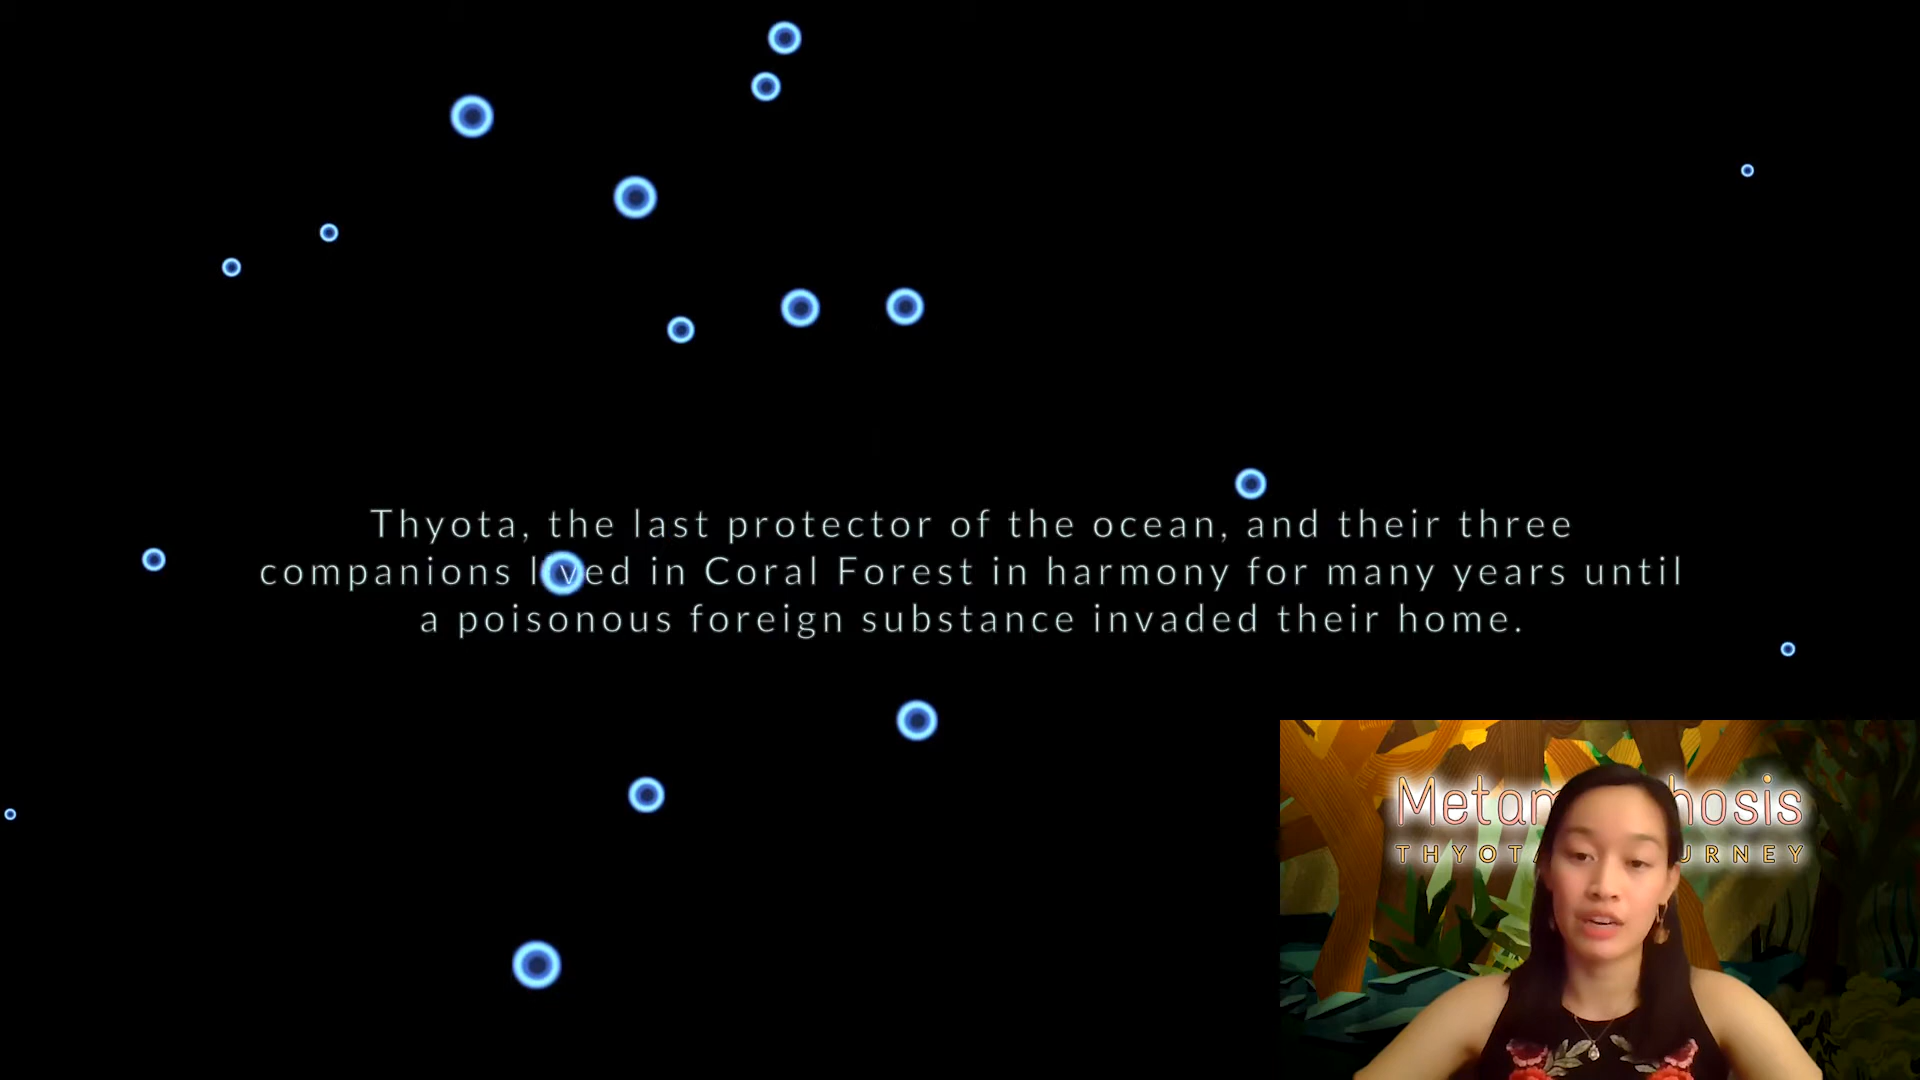 Thyota, the last protector of the ocean, and their three
companions lived in Coral Forest in harmony for many years until
a poisonous foreign substance invaded their home.